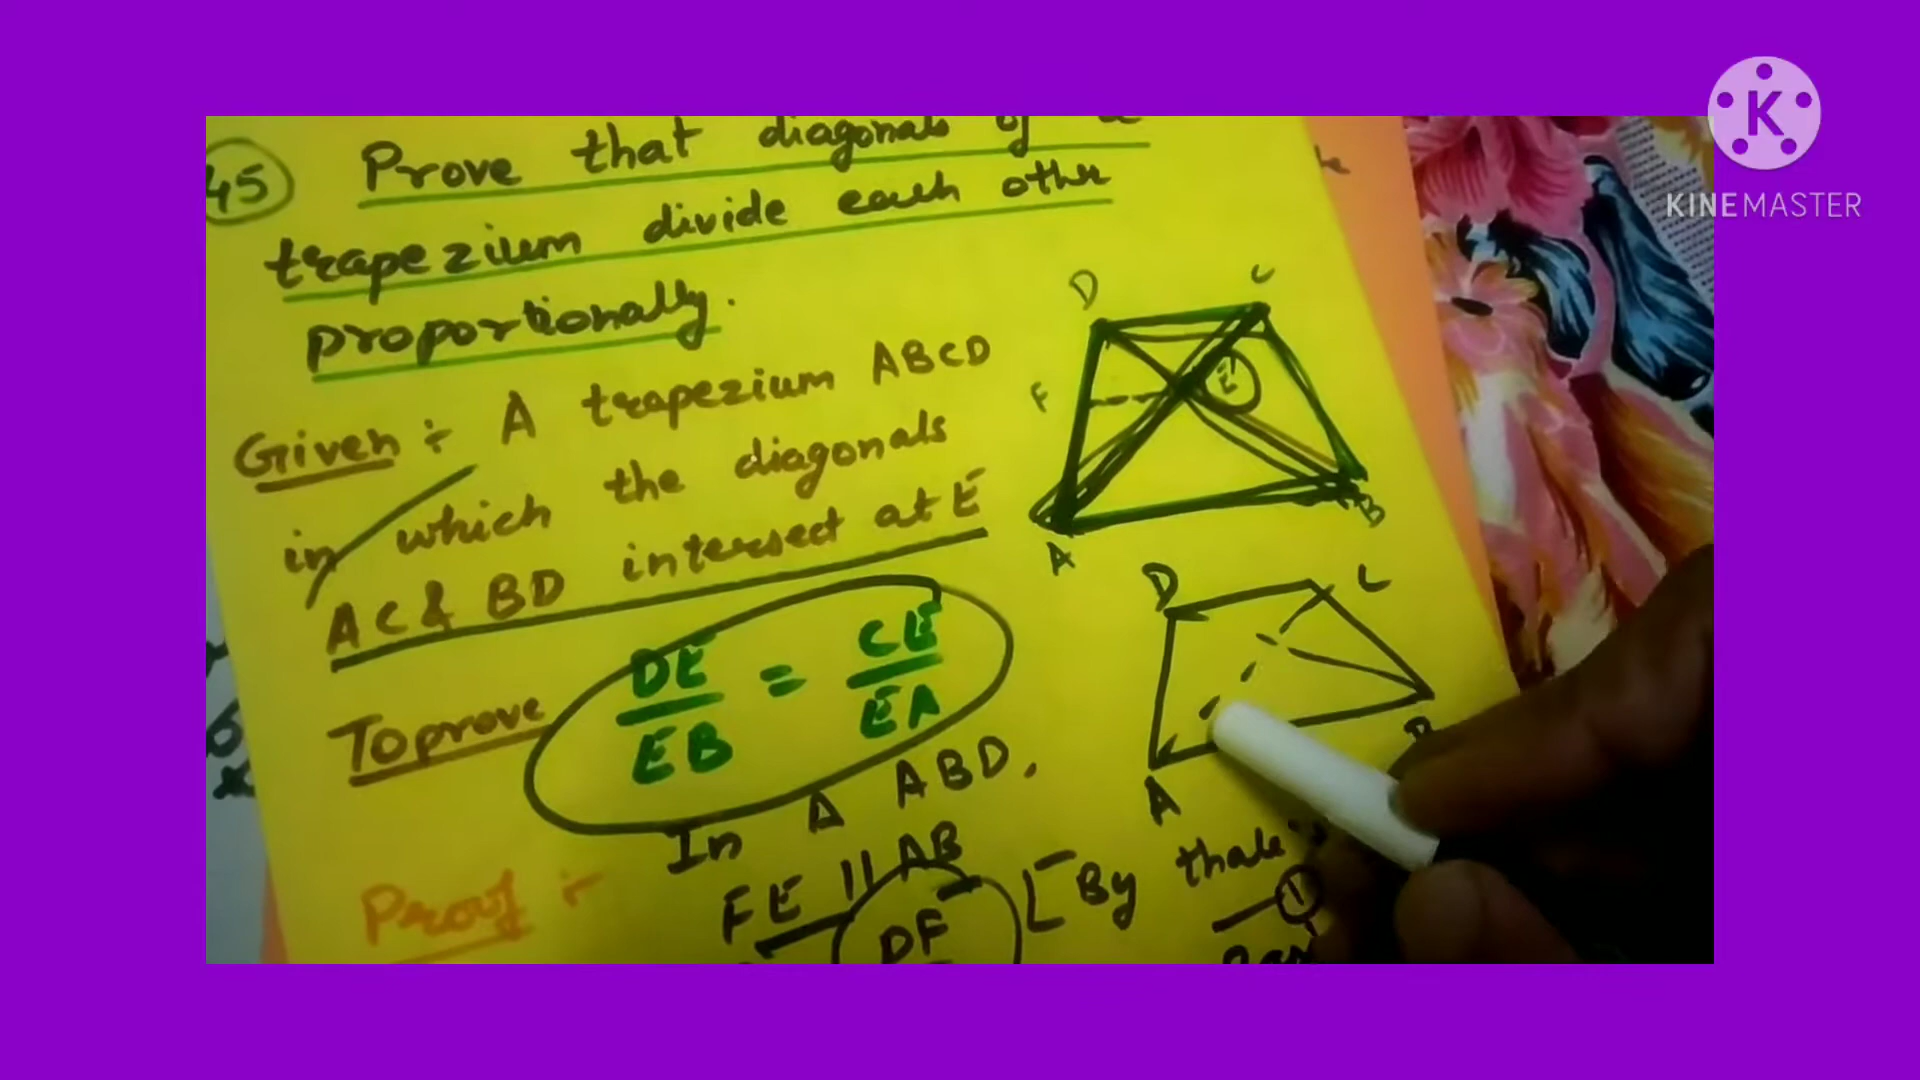 45 Prove that diagonals of a
trapezium divide each other
proportionally.
Given :- A trapezium ABCD
in which the diagonals
AC & BD intersect at E
To prove DE/EB = CE/EA
Proof :- In Δ ABD,
FE || AB
DF
[By thale's
1
D C
F E
A B
D C
A B
K
KINEMASTER